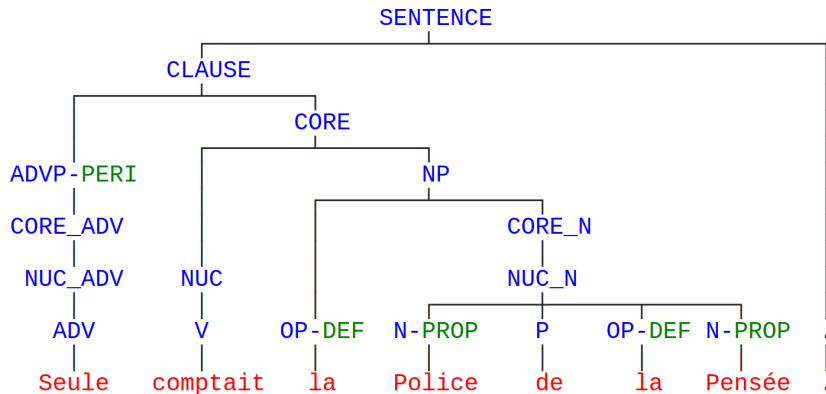 SENTENCE
CLAUSE
CORE
ADVP-PERI NP
CORE_ADV CORE_N
NUC_ADV NUC NUC_N
ADV V OP-DEF N-PROP P OP-DEF N-PROP .
Seule comptait la Police de la Pensée .